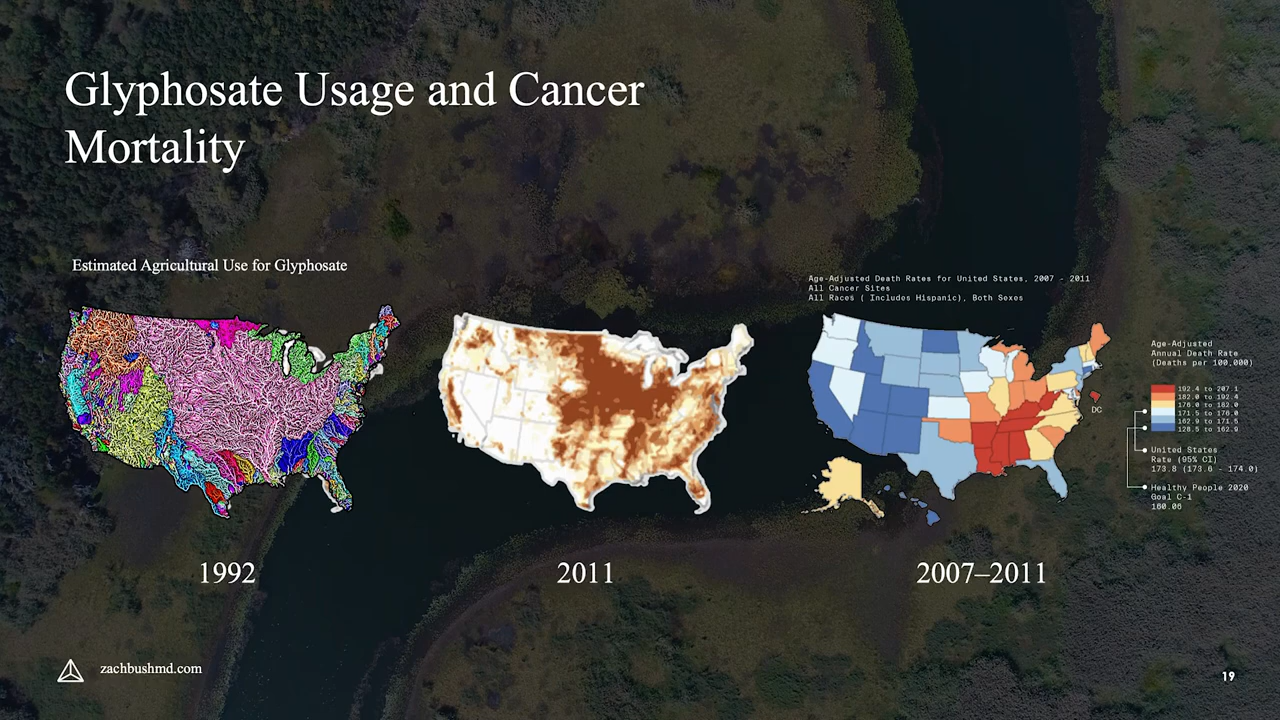 Glyphosate Usage and Cancer
Mortality
Estimated Agricultural Use for Glyphosate
Age-Adjusted Death Rates for United States, 2007 - 2011
All Cancer Sites
All Races ( Includes Hispanic), Both Sexes
Age-Adjusted
Annual Death Rate
(Deaths per 100,000)
192.4 to 207.1
182.0 to 192.4
176.0 to 182.0
171.5 to 176.0
162.9 to 171.5
128.5 to 162.9
DC
United States
Rate (95% CI)
173.8 (173.6 - 174.0)
Healthy People 2020
Goal C-1
160.06
1992
2011
2007–2011
zachbushmd.com
19